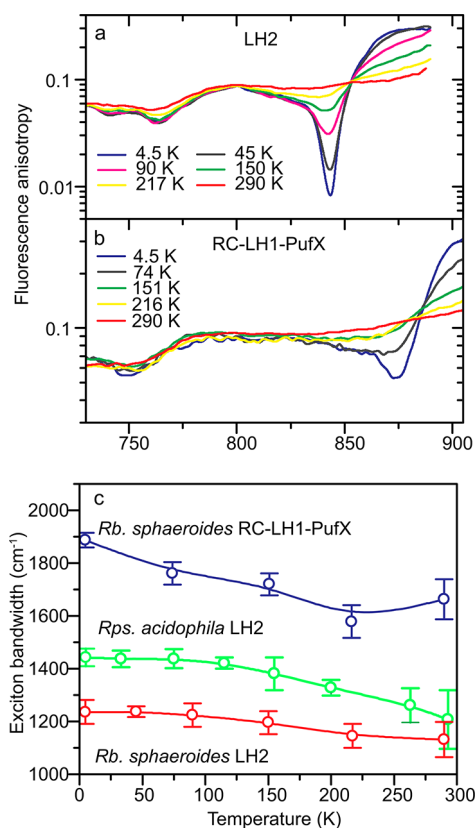 a
LH2
0.1
0.01
4.5 K
45 K
90 K
150 K
217 K
290 K
Fluorescence anisotropy
b
RC-LH1-PufX
4.5 K
74 K
151 K
216 K
290 K
0.1
750
800
850
900
c
2000
1800
1600
1400
1200
1000
Exciton bandwidth (cm⁻¹)
Rb. sphaeroides RC-LH1-PufX
Rps. acidophila LH2
Rb. sphaeroides LH2
0
50
100
150
200
250
300
Temperature (K)